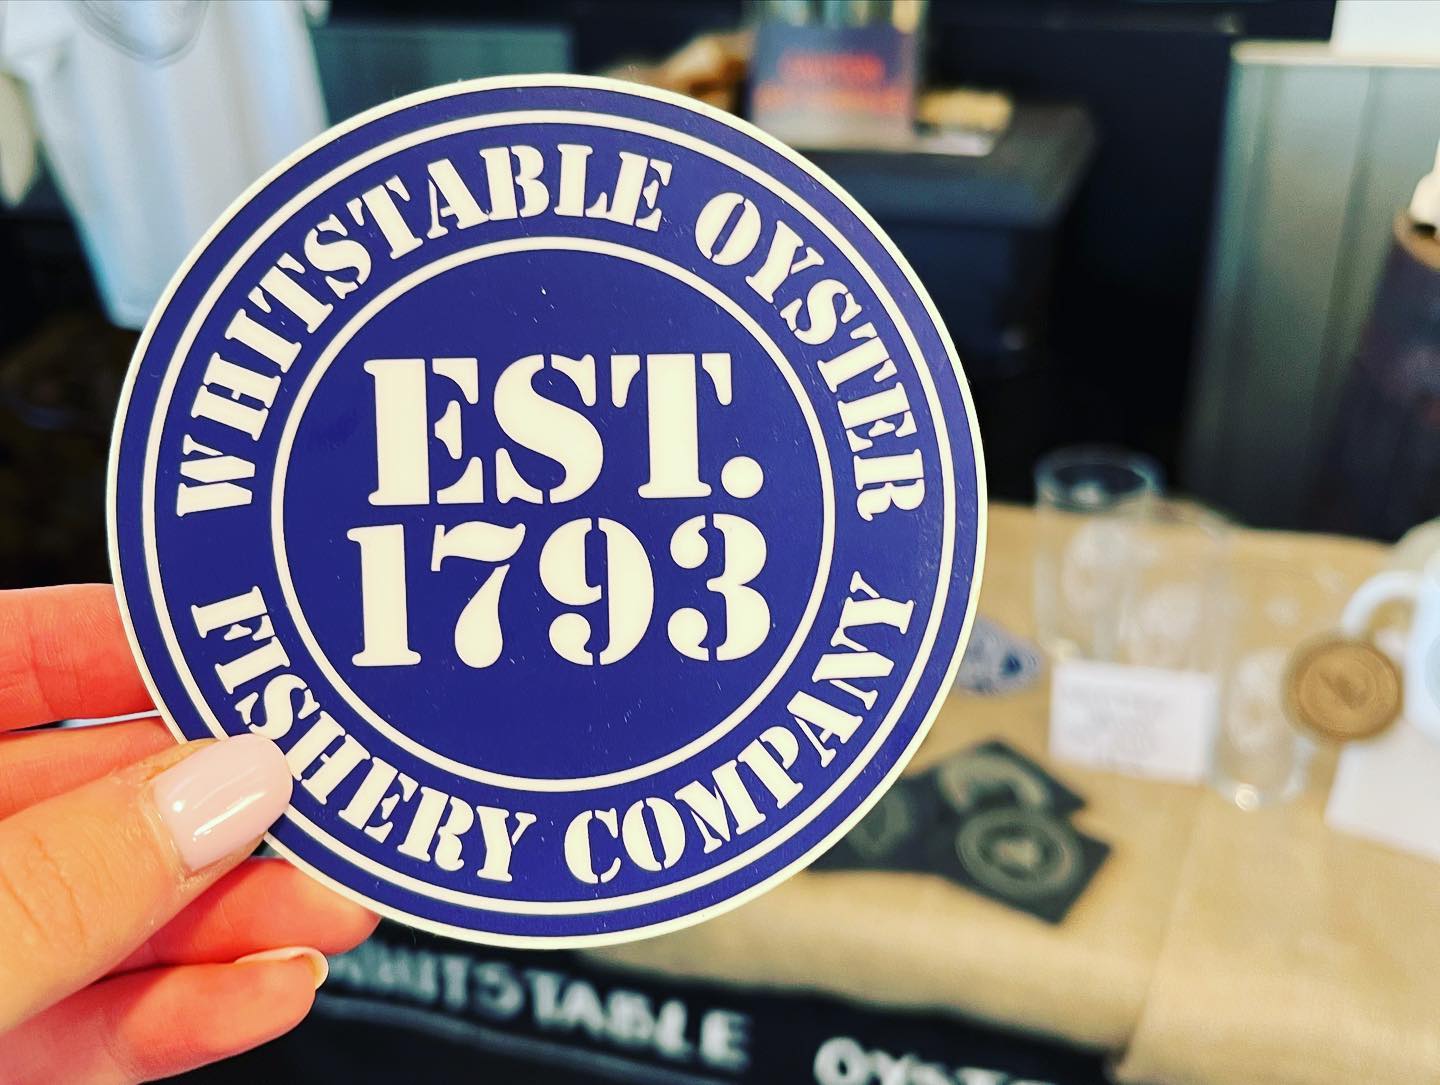 WHITSTABLE OYSTER
EST.
1793
FISHERY COMPANY
WHITSTABLE